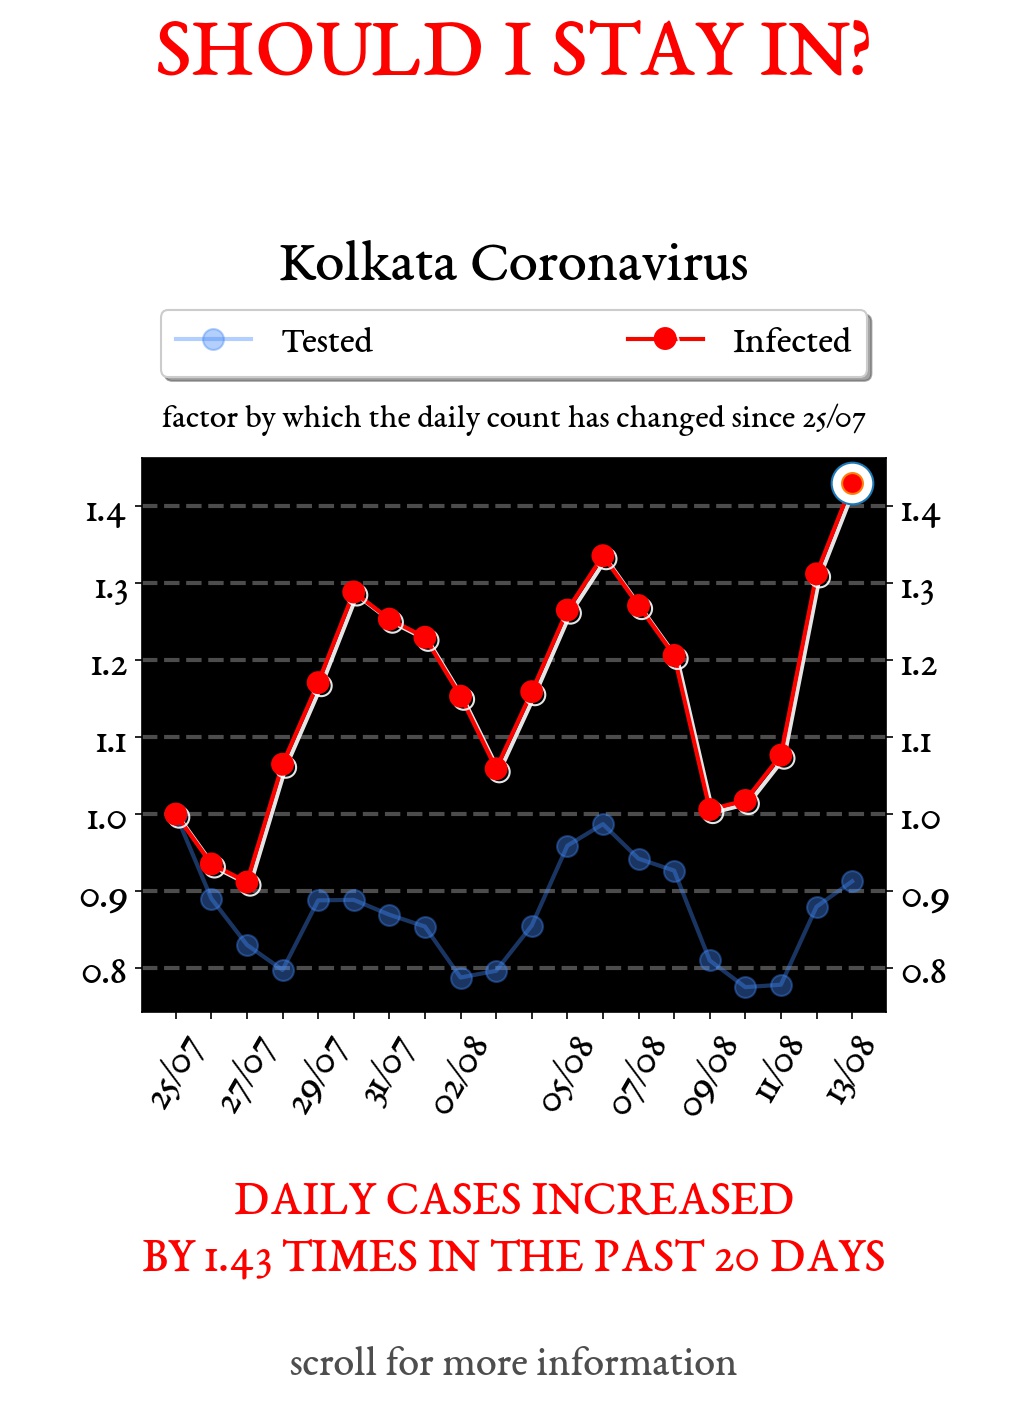 SHOULD I STAY IN?
Kolkata Coronavirus
Tested Infected
factor by which the daily count has changed since 25/07
1.4 1.4
1.3 1.3
1.2 1.2
1.1 1.1
1.0 1.0
0.9 0.9
0.8 0.8
25/07 27/07 29/07 31/07 02/08 05/08 07/08 09/08 11/08 13/08
DAILY CASES INCREASED
BY 1.43 TIMES IN THE PAST 20 DAYS
scroll for more information